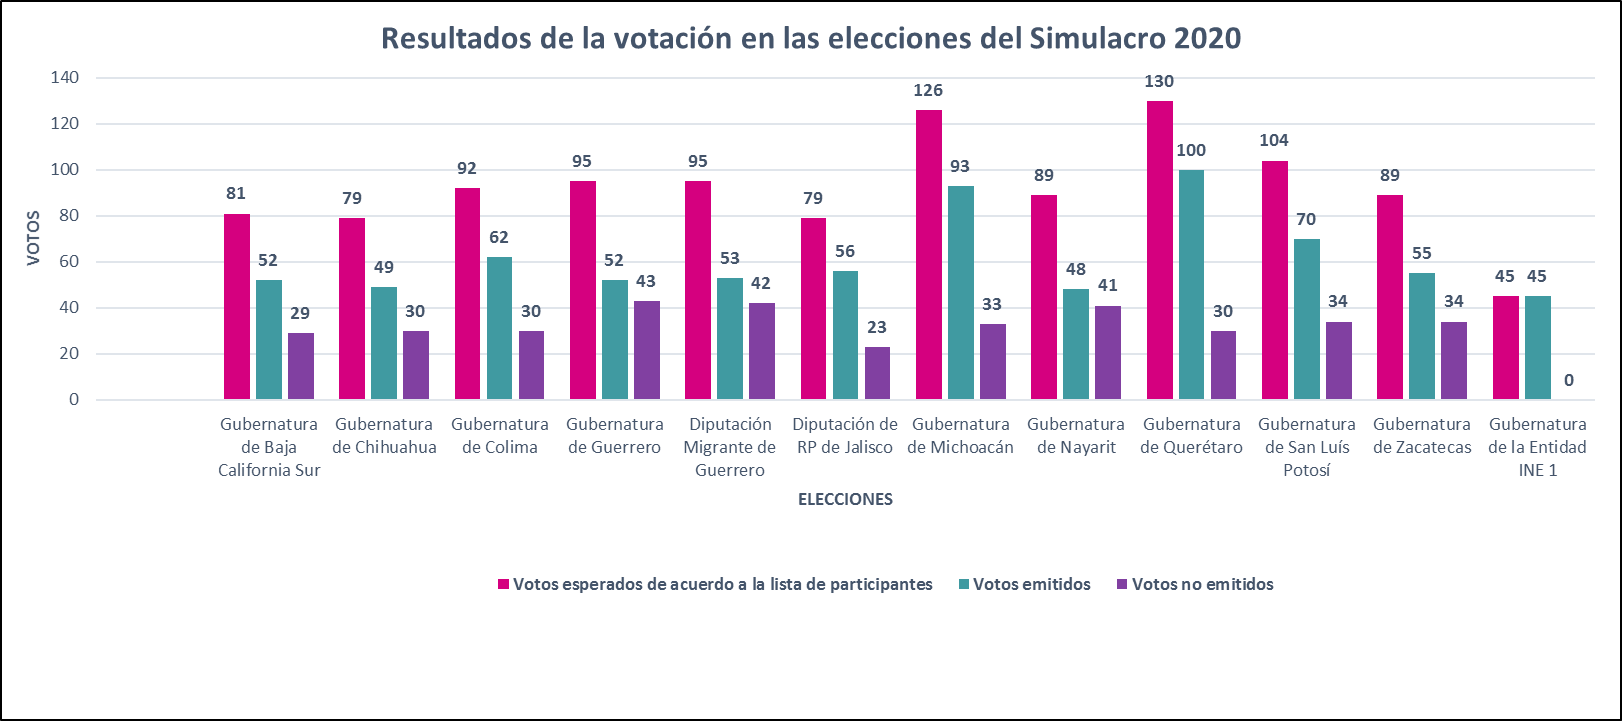 Resultados de la votación en las elecciones del Simulacro 2020
VOTOS
140
120
100
80
60
40
20
0
81 52 29
79 49 30
92 62 30
95 52 43
95 53 42
79 56 23
126 93 33
89 48 41
130 100 30
104 70 34
89 55 34
45 45 0
Gubernatura
de Baja
California Sur
Gubernatura
de Chihuahua
Gubernatura
de Colima
Gubernatura
de Guerrero
Diputación
Migrante de
Guerrero
Diputación de
RP de Jalisco
Gubernatura
de Michoacán
Gubernatura
de Nayarit
Gubernatura
de Querétaro
Gubernatura
de San Luís
Potosí
Gubernatura
de Zacatecas
Gubernatura
de la Entidad
INE 1
ELECCIONES
Votos esperados de acuerdo a la lista de participantes Votos emitidos Votos no emitidos